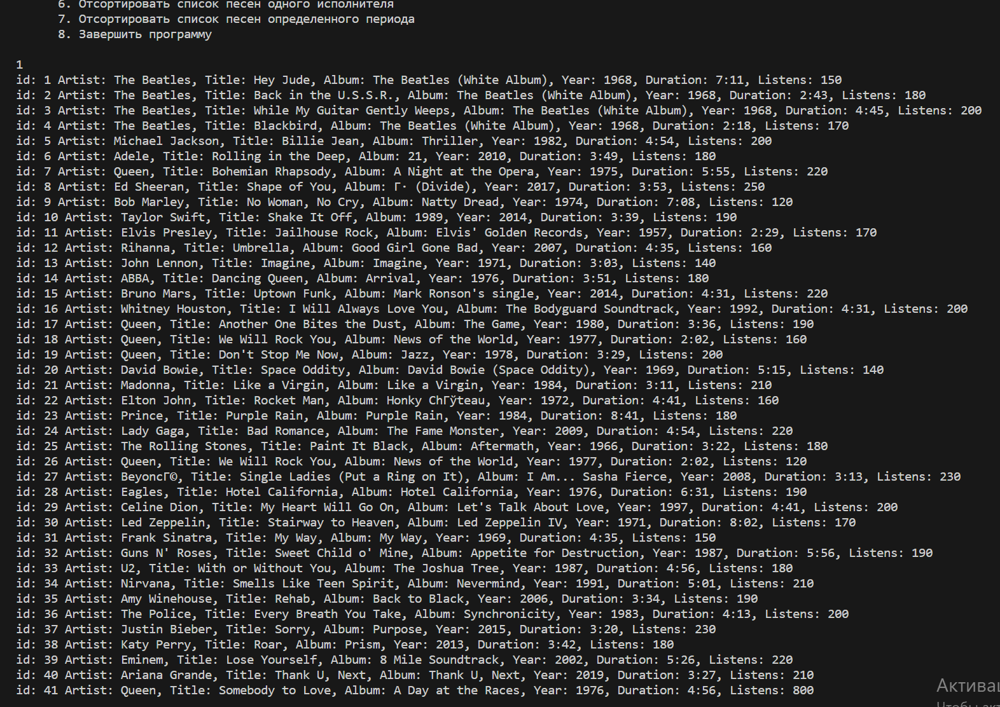 6. Отсортировать список песен одного исполнителя
7. Отсортировать список песен определенного периода
8. Завершить программу
1
id: 1 Artist: The Beatles, Title: Hey Jude, Album: The Beatles (White Album), Year: 1968, Duration: 7:11, Listens: 150
id: 2 Artist: The Beatles, Title: Back in the U.S.S.R., Album: The Beatles (White Album), Year: 1968, Duration: 2:43, Listens: 180
id: 3 Artist: The Beatles, Title: While My Guitar Gently Weeps, Album: The Beatles (White Album), Year: 1968, Duration: 4:45, Listens: 200
id: 4 Artist: The Beatles, Title: Blackbird, Album: The Beatles (White Album), Year: 1968, Duration: 2:18, Listens: 170
id: 5 Artist: Michael Jackson, Title: Billie Jean, Album: Thriller, Year: 1982, Duration: 4:54, Listens: 200
id: 6 Artist: Adele, Title: Rolling in the Deep, Album: 21, Year: 2010, Duration: 3:49, Listens: 180
id: 7 Artist: Queen, Title: Bohemian Rhapsody, Album: A Night at the Opera, Year: 1975, Duration: 5:55, Listens: 220
id: 8 Artist: Ed Sheeran, Title: Shape of You, Album: Г· (Divide), Year: 2017, Duration: 3:53, Listens: 250
id: 9 Artist: Bob Marley, Title: No Woman, No Cry, Album: Natty Dread, Year: 1974, Duration: 7:08, Listens: 120
id: 10 Artist: Taylor Swift, Title: Shake It Off, Album: 1989, Year: 2014, Duration: 3:39, Listens: 190
id: 11 Artist: Elvis Presley, Title: Jailhouse Rock, Album: Elvis' Golden Records, Year: 1957, Duration: 2:29, Listens: 170
id: 12 Artist: Rihanna, Title: Umbrella, Album: Good Girl Gone Bad, Year: 2007, Duration: 4:35, Listens: 160
id: 13 Artist: John Lennon, Title: Imagine, Album: Imagine, Year: 1971, Duration: 3:03, Listens: 140
id: 14 Artist: ABBA, Title: Dancing Queen, Album: Arrival, Year: 1976, Duration: 3:51, Listens: 180
id: 15 Artist: Bruno Mars, Title: Uptown Funk, Album: Mark Ronson's single, Year: 2014, Duration: 4:31, Listens: 220
id: 16 Artist: Whitney Houston, Title: I Will Always Love You, Album: The Bodyguard Soundtrack, Year: 1992, Duration: 4:31, Listens: 200
id: 17 Artist: Queen, Title: Another One Bites the Dust, Album: The Game, Year: 1980, Duration: 3:36, Listens: 190
id: 18 Artist: Queen, Title: We Will Rock You, Album: News of the World, Year: 1977, Duration: 2:02, Listens: 160
id: 19 Artist: Queen, Title: Don't Stop Me Now, Album: Jazz, Year: 1978, Duration: 3:29, Listens: 200
id: 20 Artist: David Bowie, Title: Space Oddity, Album: David Bowie (Space Oddity), Year: 1969, Duration: 5:15, Listens: 140
id: 21 Artist: Madonna, Title: Like a Virgin, Album: Like a Virgin, Year: 1984, Duration: 3:11, Listens: 210
id: 22 Artist: Elton John, Title: Rocket Man, Album: Honky ChГўteau, Year: 1972, Duration: 4:41, Listens: 160
id: 23 Artist: Prince, Title: Purple Rain, Album: Purple Rain, Year: 1984, Duration: 8:41, Listens: 180
id: 24 Artist: Lady Gaga, Title: Bad Romance, Album: The Fame Monster, Year: 2009, Duration: 4:54, Listens: 220
id: 25 Artist: The Rolling Stones, Title: Paint It Black, Album: Aftermath, Year: 1966, Duration: 3:22, Listens: 180
id: 26 Artist: Queen, Title: We Will Rock You, Album: News of the World, Year: 1977, Duration: 2:02, Listens: 120
id: 27 Artist: BeyoncГ©, Title: Single Ladies (Put a Ring on It), Album: I Am... Sasha Fierce, Year: 2008, Duration: 3:13, Listens: 230
id: 28 Artist: Eagles, Title: Hotel California, Album: Hotel California, Year: 1976, Duration: 6:31, Listens: 190
id: 29 Artist: Celine Dion, Title: My Heart Will Go On, Album: Let's Talk About Love, Year: 1997, Duration: 4:41, Listens: 200
id: 30 Artist: Led Zeppelin, Title: Stairway to Heaven, Album: Led Zeppelin IV, Year: 1971, Duration: 8:02, Listens: 170
id: 31 Artist: Frank Sinatra, Title: My Way, Album: My Way, Year: 1969, Duration: 4:35, Listens: 150
id: 32 Artist: Guns N' Roses, Title: Sweet Child o' Mine, Album: Appetite for Destruction, Year: 1987, Duration: 5:56, Listens: 190
id: 33 Artist: U2, Title: With or Without You, Album: The Joshua Tree, Year: 1987, Duration: 4:56, Listens: 180
id: 34 Artist: Nirvana, Title: Smells Like Teen Spirit, Album: Nevermind, Year: 1991, Duration: 5:01, Listens: 210
id: 35 Artist: Amy Winehouse, Title: Rehab, Album: Back to Black, Year: 2006, Duration: 3:34, Listens: 190
id: 36 Artist: The Police, Title: Every Breath You Take, Album: Synchronicity, Year: 1983, Duration: 4:13, Listens: 200
id: 37 Artist: Justin Bieber, Title: Sorry, Album: Purpose, Year: 2015, Duration: 3:20, Listens: 230
id: 38 Artist: Katy Perry, Title: Roar, Album: Prism, Year: 2013, Duration: 3:42, Listens: 180
id: 39 Artist: Eminem, Title: Lose Yourself, Album: 8 Mile Soundtrack, Year: 2002, Duration: 5:26, Listens: 220
id: 40 Artist: Ariana Grande, Title: Thank U, Next, Album: Thank U, Next, Year: 2019, Duration: 3:27, Listens: 210
id: 41 Artist: Queen, Title: Somebody to Love, Album: A Day at the Races, Year: 1976, Duration: 4:56, Listens: 800